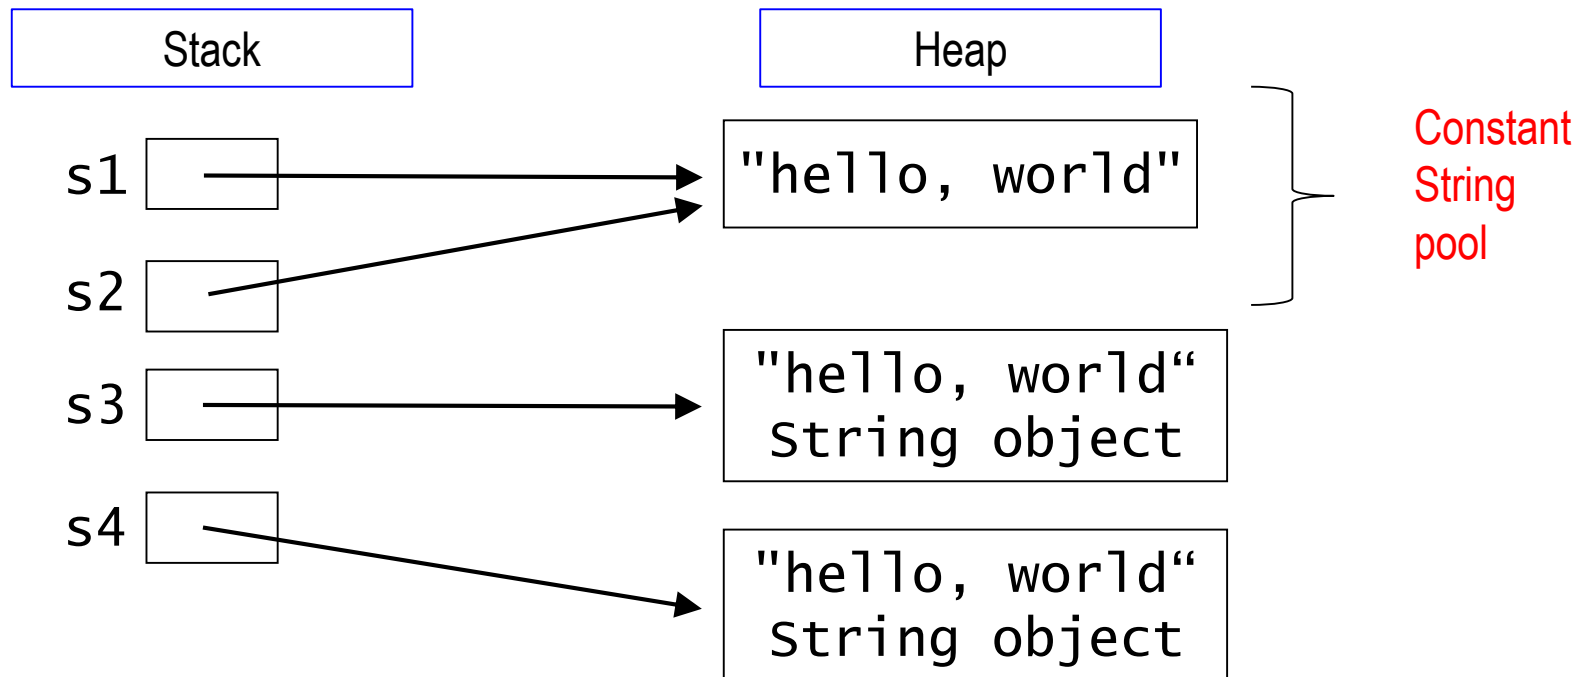 Stack
Heap
s1
"hello, world"
Constant
String
pool
s2
s3
"hello, world“
String object
s4
"hello, world“
String object